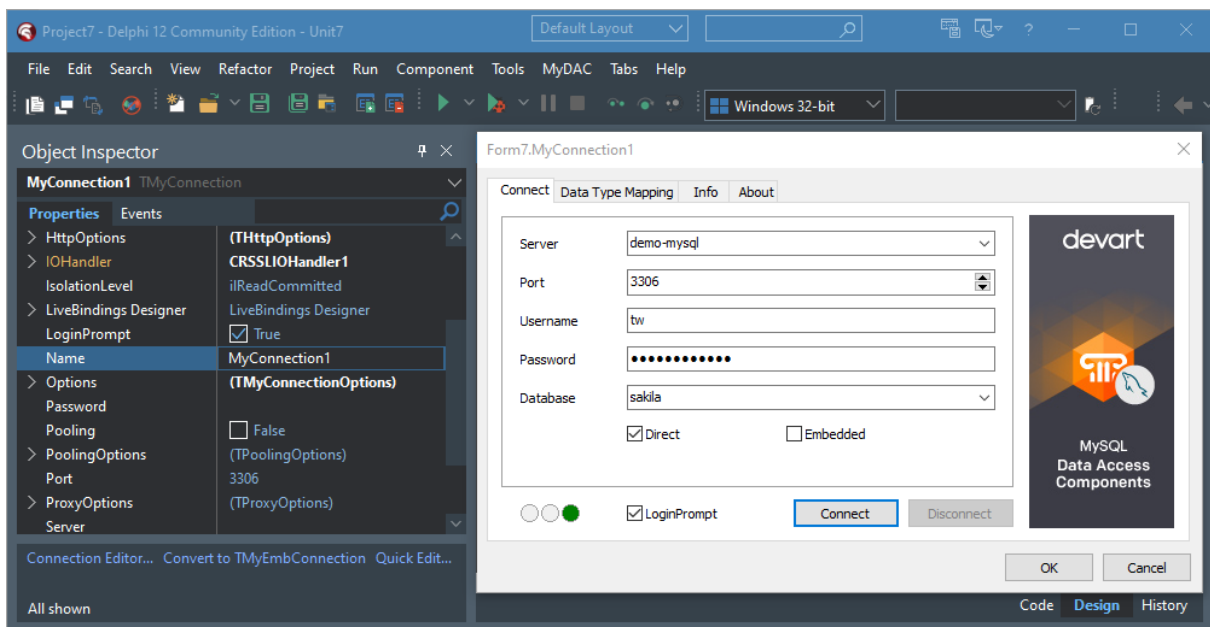 Project7 - Delphi 12 Community Edition - Unit7
Default Layout
?
File Edit Search View Refactor Project Run Component Tools MyDAC Tabs Help
Windows 32-bit
Object Inspector
MyConnection1 TMyConnection
Properties Events
HttpOptions (THttpOptions)
IOHandler CRSSLIOHandler1
IsolationLevel ilReadCommitted
LiveBindings Designer LiveBindings Designer
LoginPrompt True
Name MyConnection1
Options (TMyConnectionOptions)
Password
Pooling False
PoolingOptions (TPoolingOptions)
Port 3306
ProxyOptions (TProxyOptions)
Server
Connection Editor... Convert to TMyEmbConnection Quick Edit...
All shown
Form7.MyConnection1
Connect Data Type Mapping Info About
Server demo-mysql
Port 3306
Username tw
Password ●●●●●●●●●●●●
Database sakila
Direct Embedded
LoginPrompt Connect Disconnect
devart
MySQL
Data Access
Components
OK Cancel
Code Design History